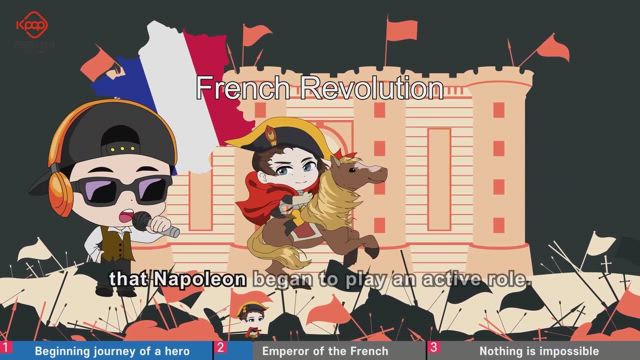 Kpop
French Revolution
that Napoleon began to play an active role.
1 Beginning journey of a hero
2 Emperor of the French
3 Nothing is impossible